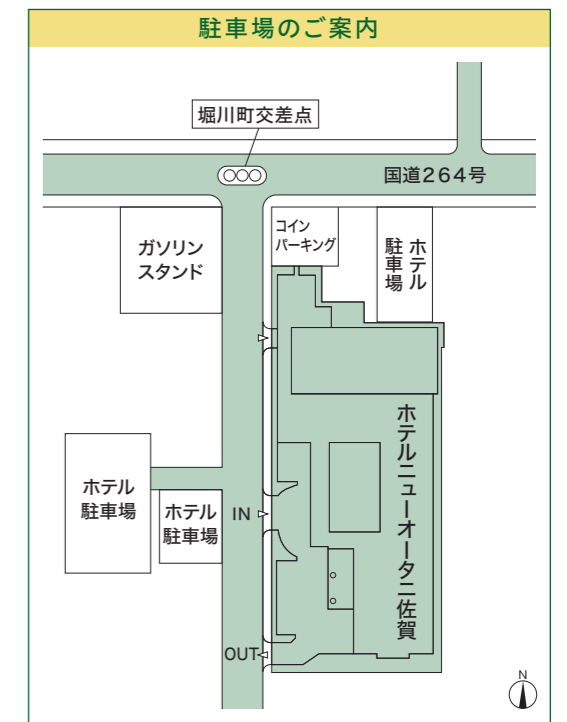 駐車場のご案内
堀川町交差点
国道264号
ガソリン
スタンド
コイン
パーキング
ホテル
駐車場
ホテルニューオータニ佐賀
ホテル
駐車場
ホテル
駐車場
IN
OUT
N